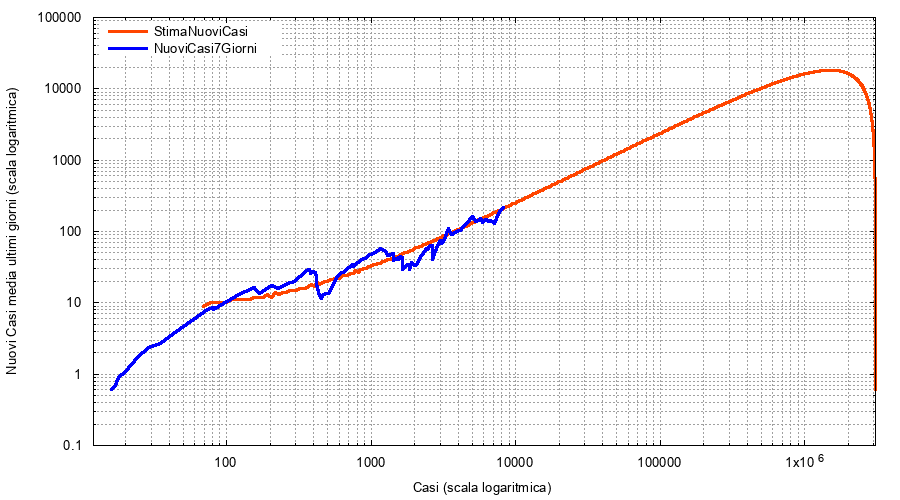 100000
StimaNuoviCasi
NuoviCasi7Giorni
10000
1000
100
10
1
0.1
Nuovi Casi media ultimi giorni (scala logaritmica)
100 1000 10000 100000 1x10 6
Casi (scala logaritmica)